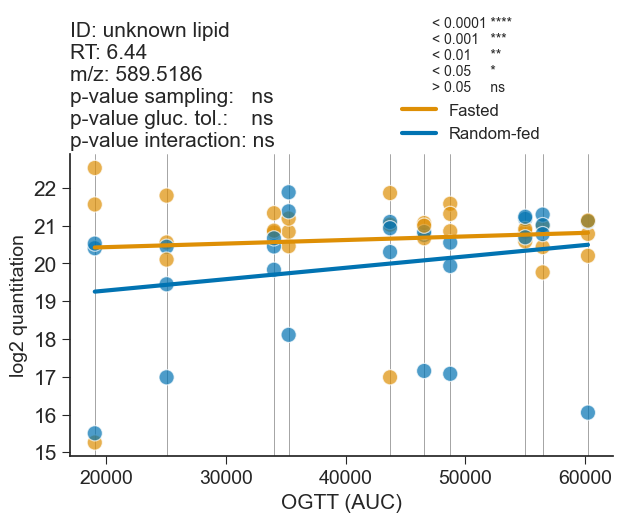 ID: unknown lipid
RT: 6.44
m/z: 589.5186
p-value sampling: ns
p-value gluc. tol.: ns
p-value interaction: ns
< 0.0001 ****
< 0.001 ***
< 0.01 **
< 0.05 *
> 0.05 ns
Fasted
Random-fed
log2 quantitation
22
21
20
19
18
17
16
15
20000 30000 40000 50000 60000
OGTT (AUC)